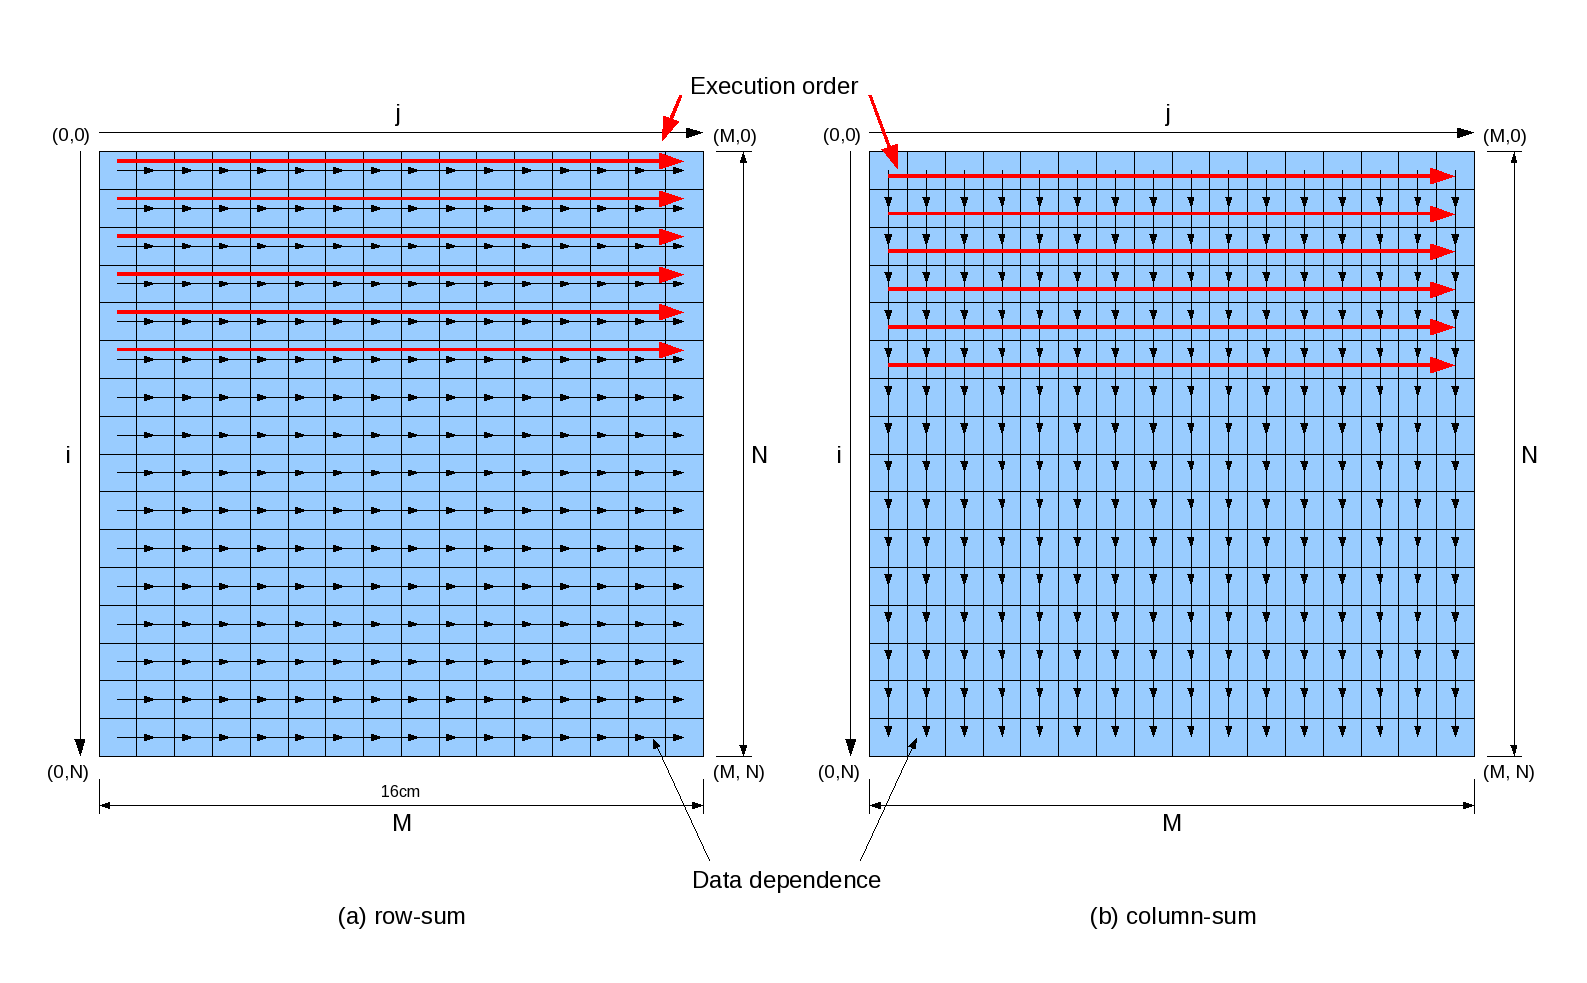 Execution order
j
j
(0,0)
(M,0)
(0,0)
(M,0)
i
N
i
N
(0,N)
(M, N)
(0,N)
(M, N)
16cm
M
M
Data dependence
(a) row-sum
(b) column-sum